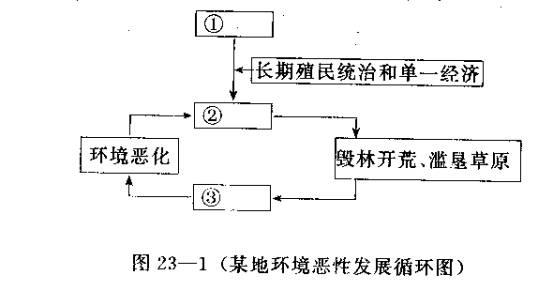 ①
长期殖民统治和单一经济
②
环境恶化
毁林开荒、滥垦草原
③
图 23—1 (某地环境恶性发展循环图)